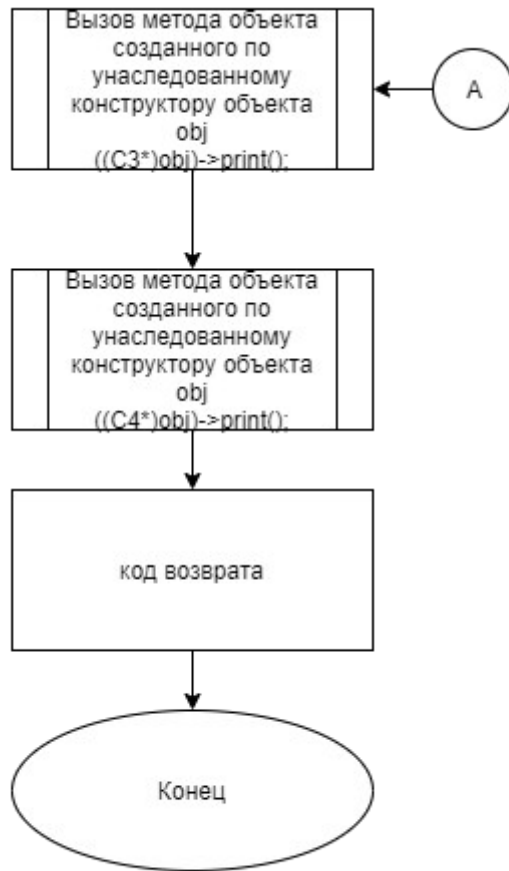 Вызов метода объекта
созданного по
унаследованному
конструктору объекта
obj
((C3*)obj)->print();
А
Вызов метода объекта
созданного по
унаследованному
конструктору объекта
obj
((C4*)obj)->print();
код возврата
Конец